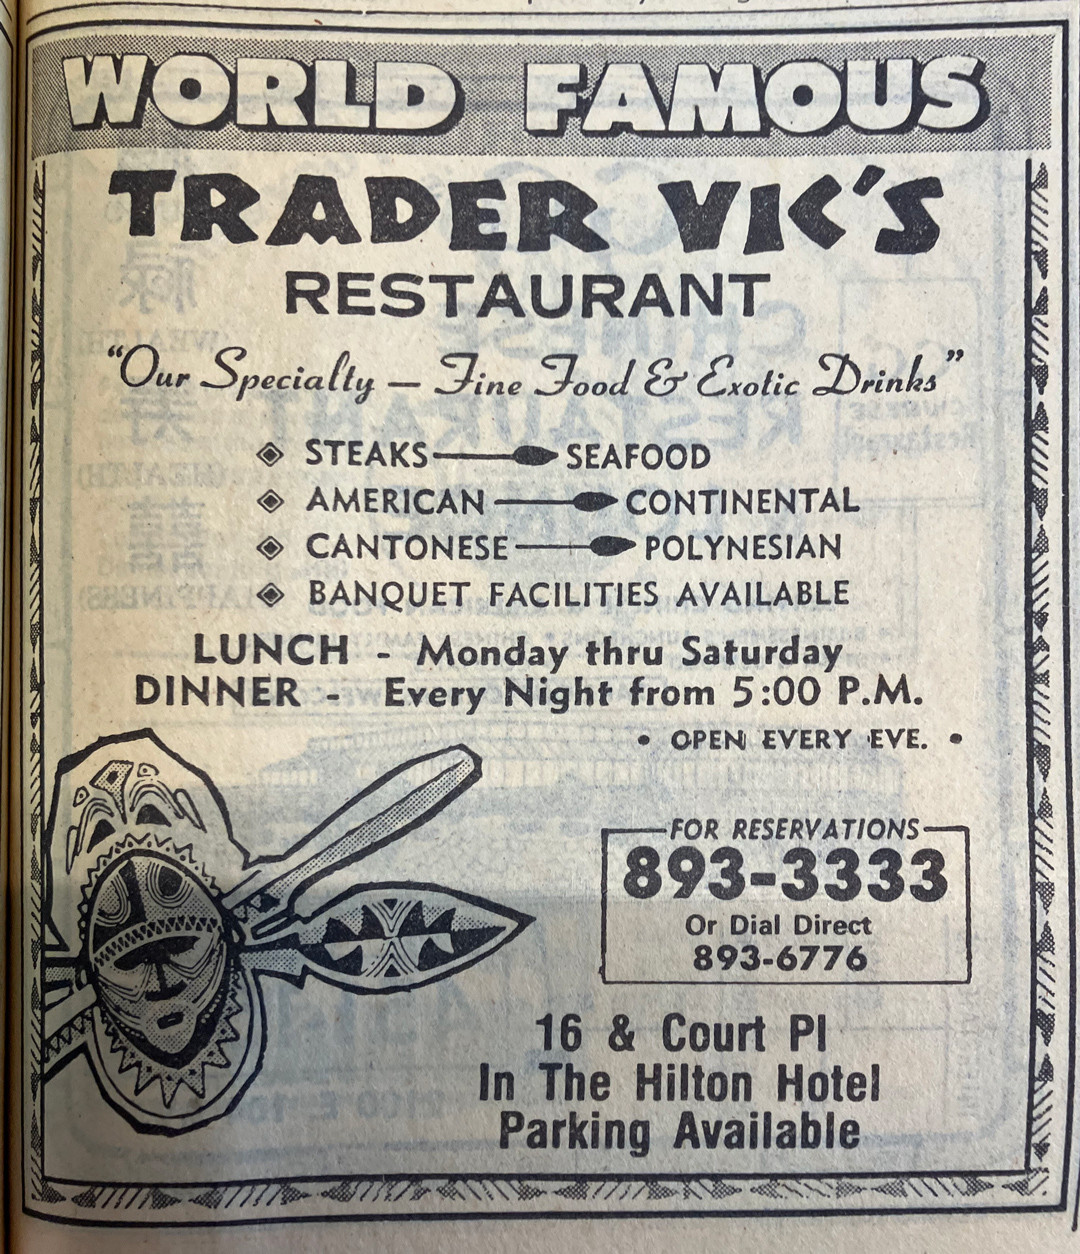 WORLD FAMOUS
TRADER VIC'S
RESTAURANT
"Our Specialty — Fine Food & Exotic Drinks"
STEAKS SEAFOOD
AMERICAN CONTINENTAL
CANTONESE POLYNESIAN
BANQUET FACILITIES AVAILABLE
LUNCH - Monday thru Saturday
DINNER - Every Night from 5:00 P.M.
• OPEN EVERY EVE. •
FOR RESERVATIONS
893-3333
Or Dial Direct
893-6776
16 & Court Pl
In The Hilton Hotel
Parking Available